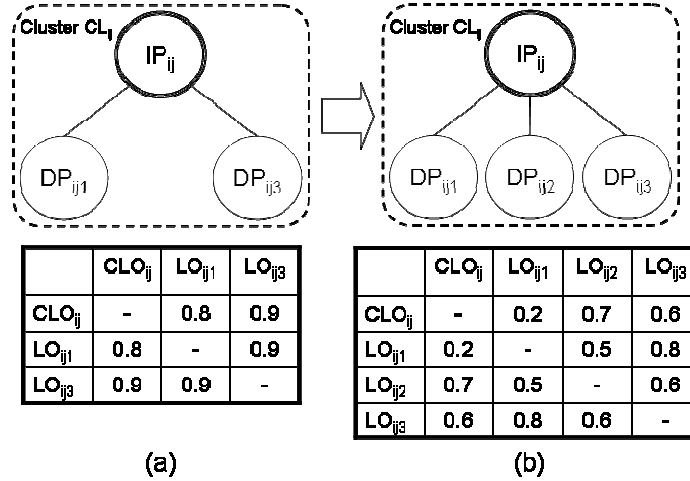 Cluster CLj
IPij
DPij1
DPij3
CLOij LOij1 LOij3
CLOij - 0.8 0.9
LOij1 0.8 - 0.9
LOij3 0.9 0.9 -
(a)
Cluster CLj
IPij
DPij1 DPij2 DPij3
CLOij LOij1 LOij2 LOij3
CLOij - 0.2 0.7 0.6
LOij1 0.2 - 0.5 0.8
LOij2 0.7 0.5 - 0.6
LOij3 0.6 0.8 0.6 -
(b)